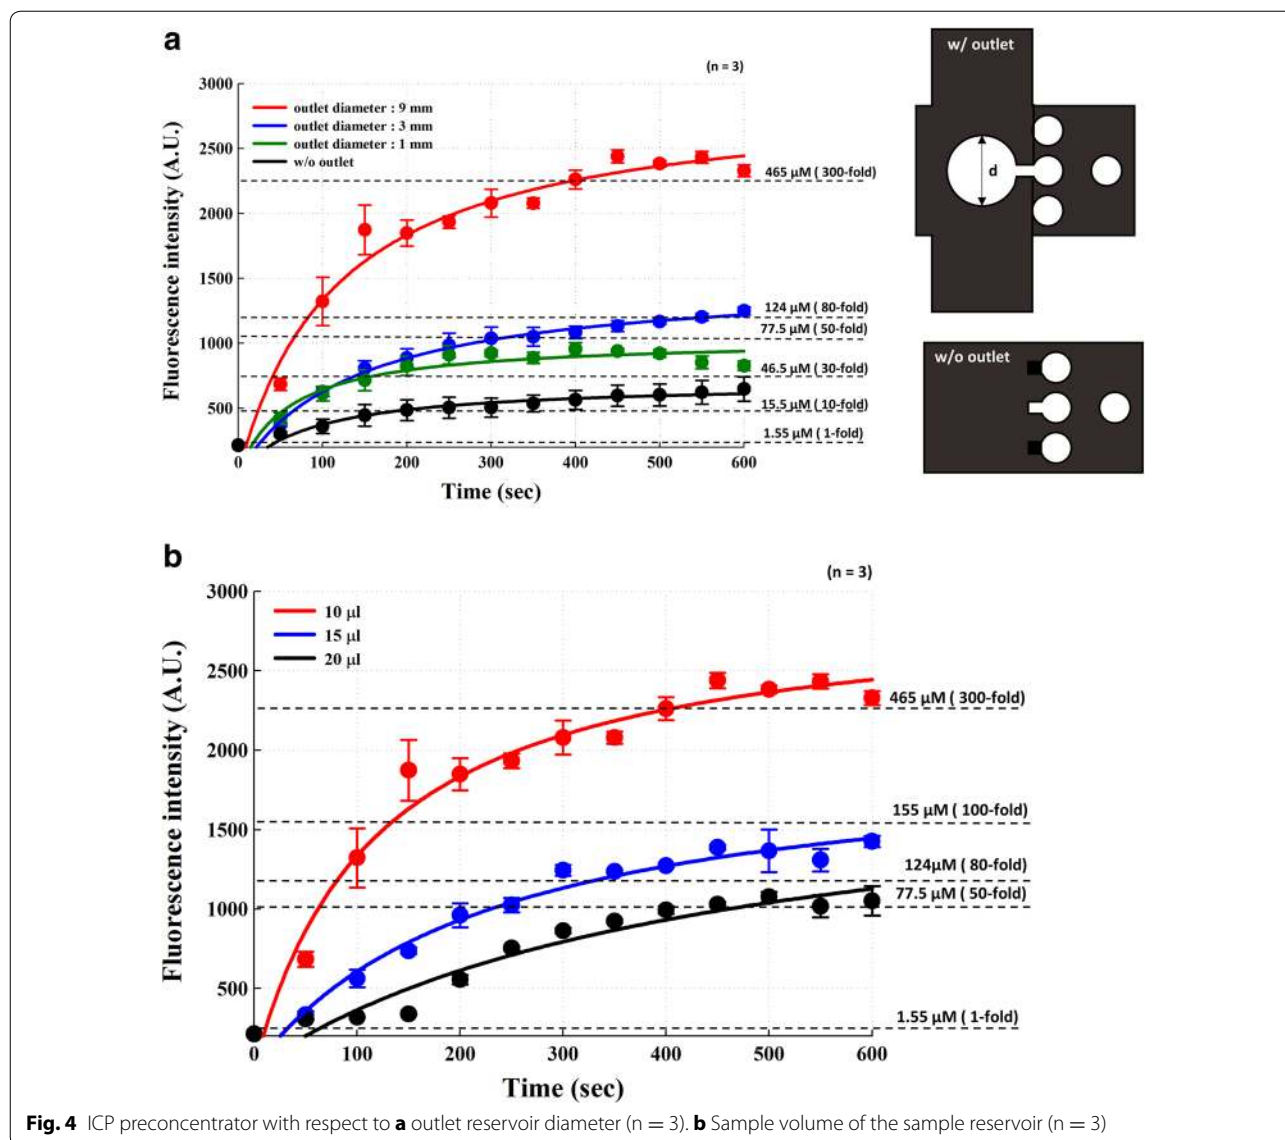 a
(n = 3)
Fluorescence intensity (A.U.)
3000
2500
2000
1500
1000
500
0
100
200
300
400
500
600
Time (sec)
outlet diameter : 9 mm
outlet diameter : 3 mm
outlet diameter : 1 mm
w/o outlet
465 µM ( 300-fold)
124 µM ( 80-fold)
77.5 µM ( 50-fold)
46.5 µM ( 30-fold)
15.5 µM ( 10-fold)
1.55 µM ( 1-fold)
w/ outlet
d
w/o outlet
b
(n = 3)
Fluorescence intensity (A.U.)
3000
2500
2000
1500
1000
500
0
100
200
300
400
500
600
Time (sec)
10 µl
15 µl
20 µl
465 µM ( 300-fold)
155 µM ( 100-fold)
124µM ( 80-fold)
77.5 µM ( 50-fold)
1.55 µM ( 1-fold)
Fig. 4 ICP preconcentrator with respect to a outlet reservoir diameter (n = 3). b Sample volume of the sample reservoir (n = 3)